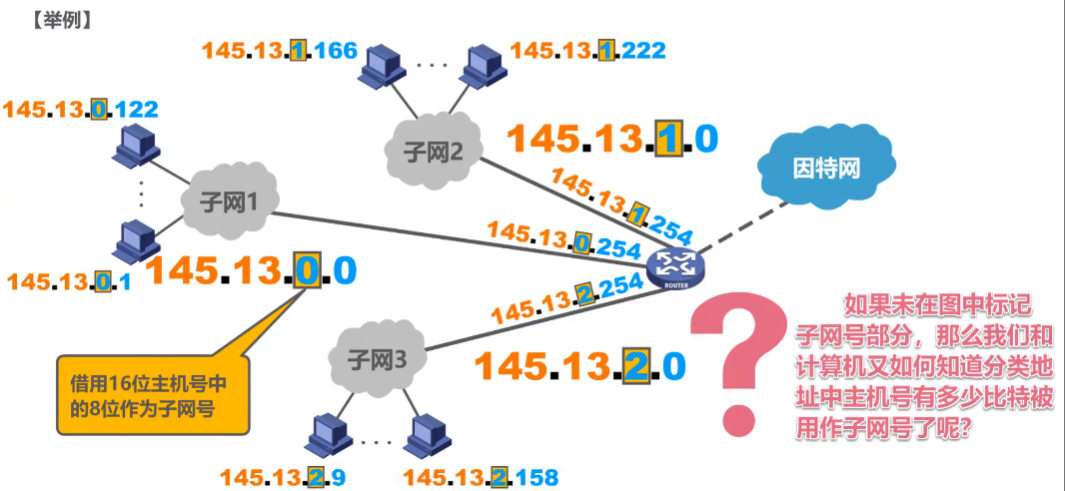 【举例】
145.13.1.166
···
145.13.1.222
145.13.0.122
子网2
145.13.1.0
因特网
子网1
145.13.1.254
145.13.0.254
145.13.0.1
145.13.0.0
ROUTER
145.13.2.254
借用16位主机号中
的8位作为子网号
子网3
145.13.2.0
?
如果未在图中标记
子网号部分，那么我们和
计算机又如何知道分类地
址中主机号有多少比特被
用作子网号了呢？
···
145.13.2.9
145.13.2.158